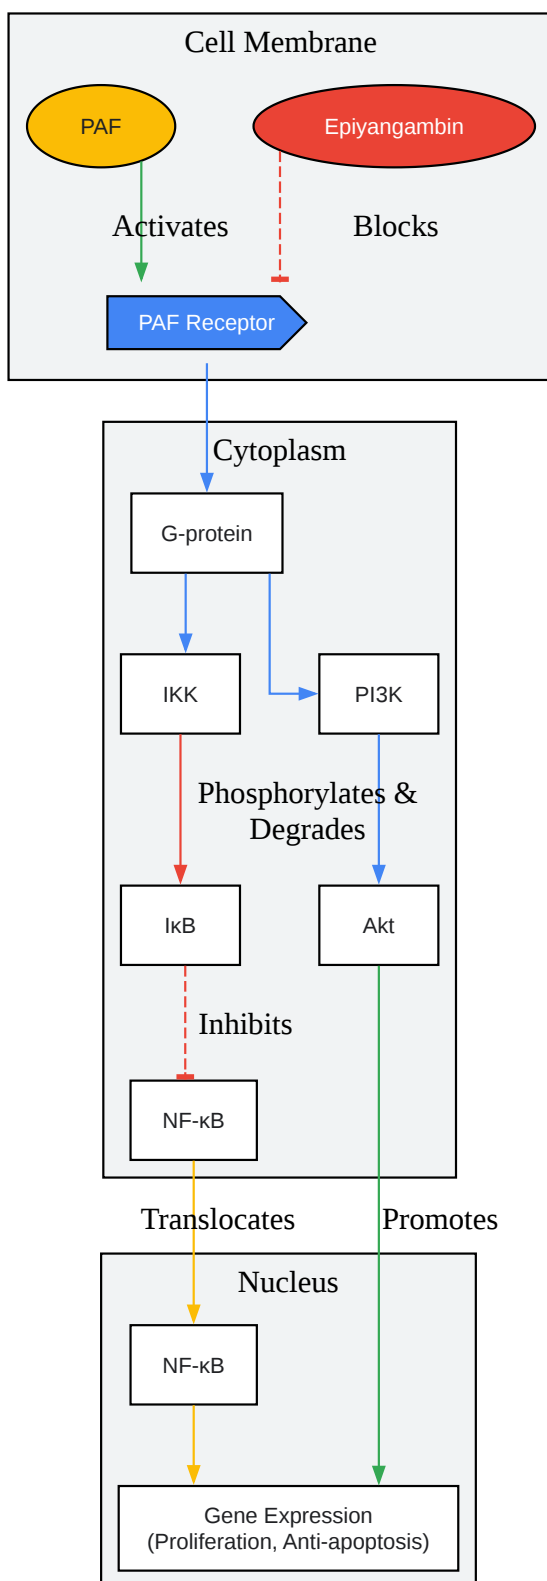 Cell Membrane
PAF
Epiyangambin
Activates
Blocks
PAF Receptor
Cytoplasm
G-protein
IKK
PI3K
Phosphorylates &
Degrades
IκB
Akt
Inhibits
NF-κB
Translocates
Promotes
Nucleus
NF-κB
Gene Expression
(Proliferation, Anti-apoptosis)